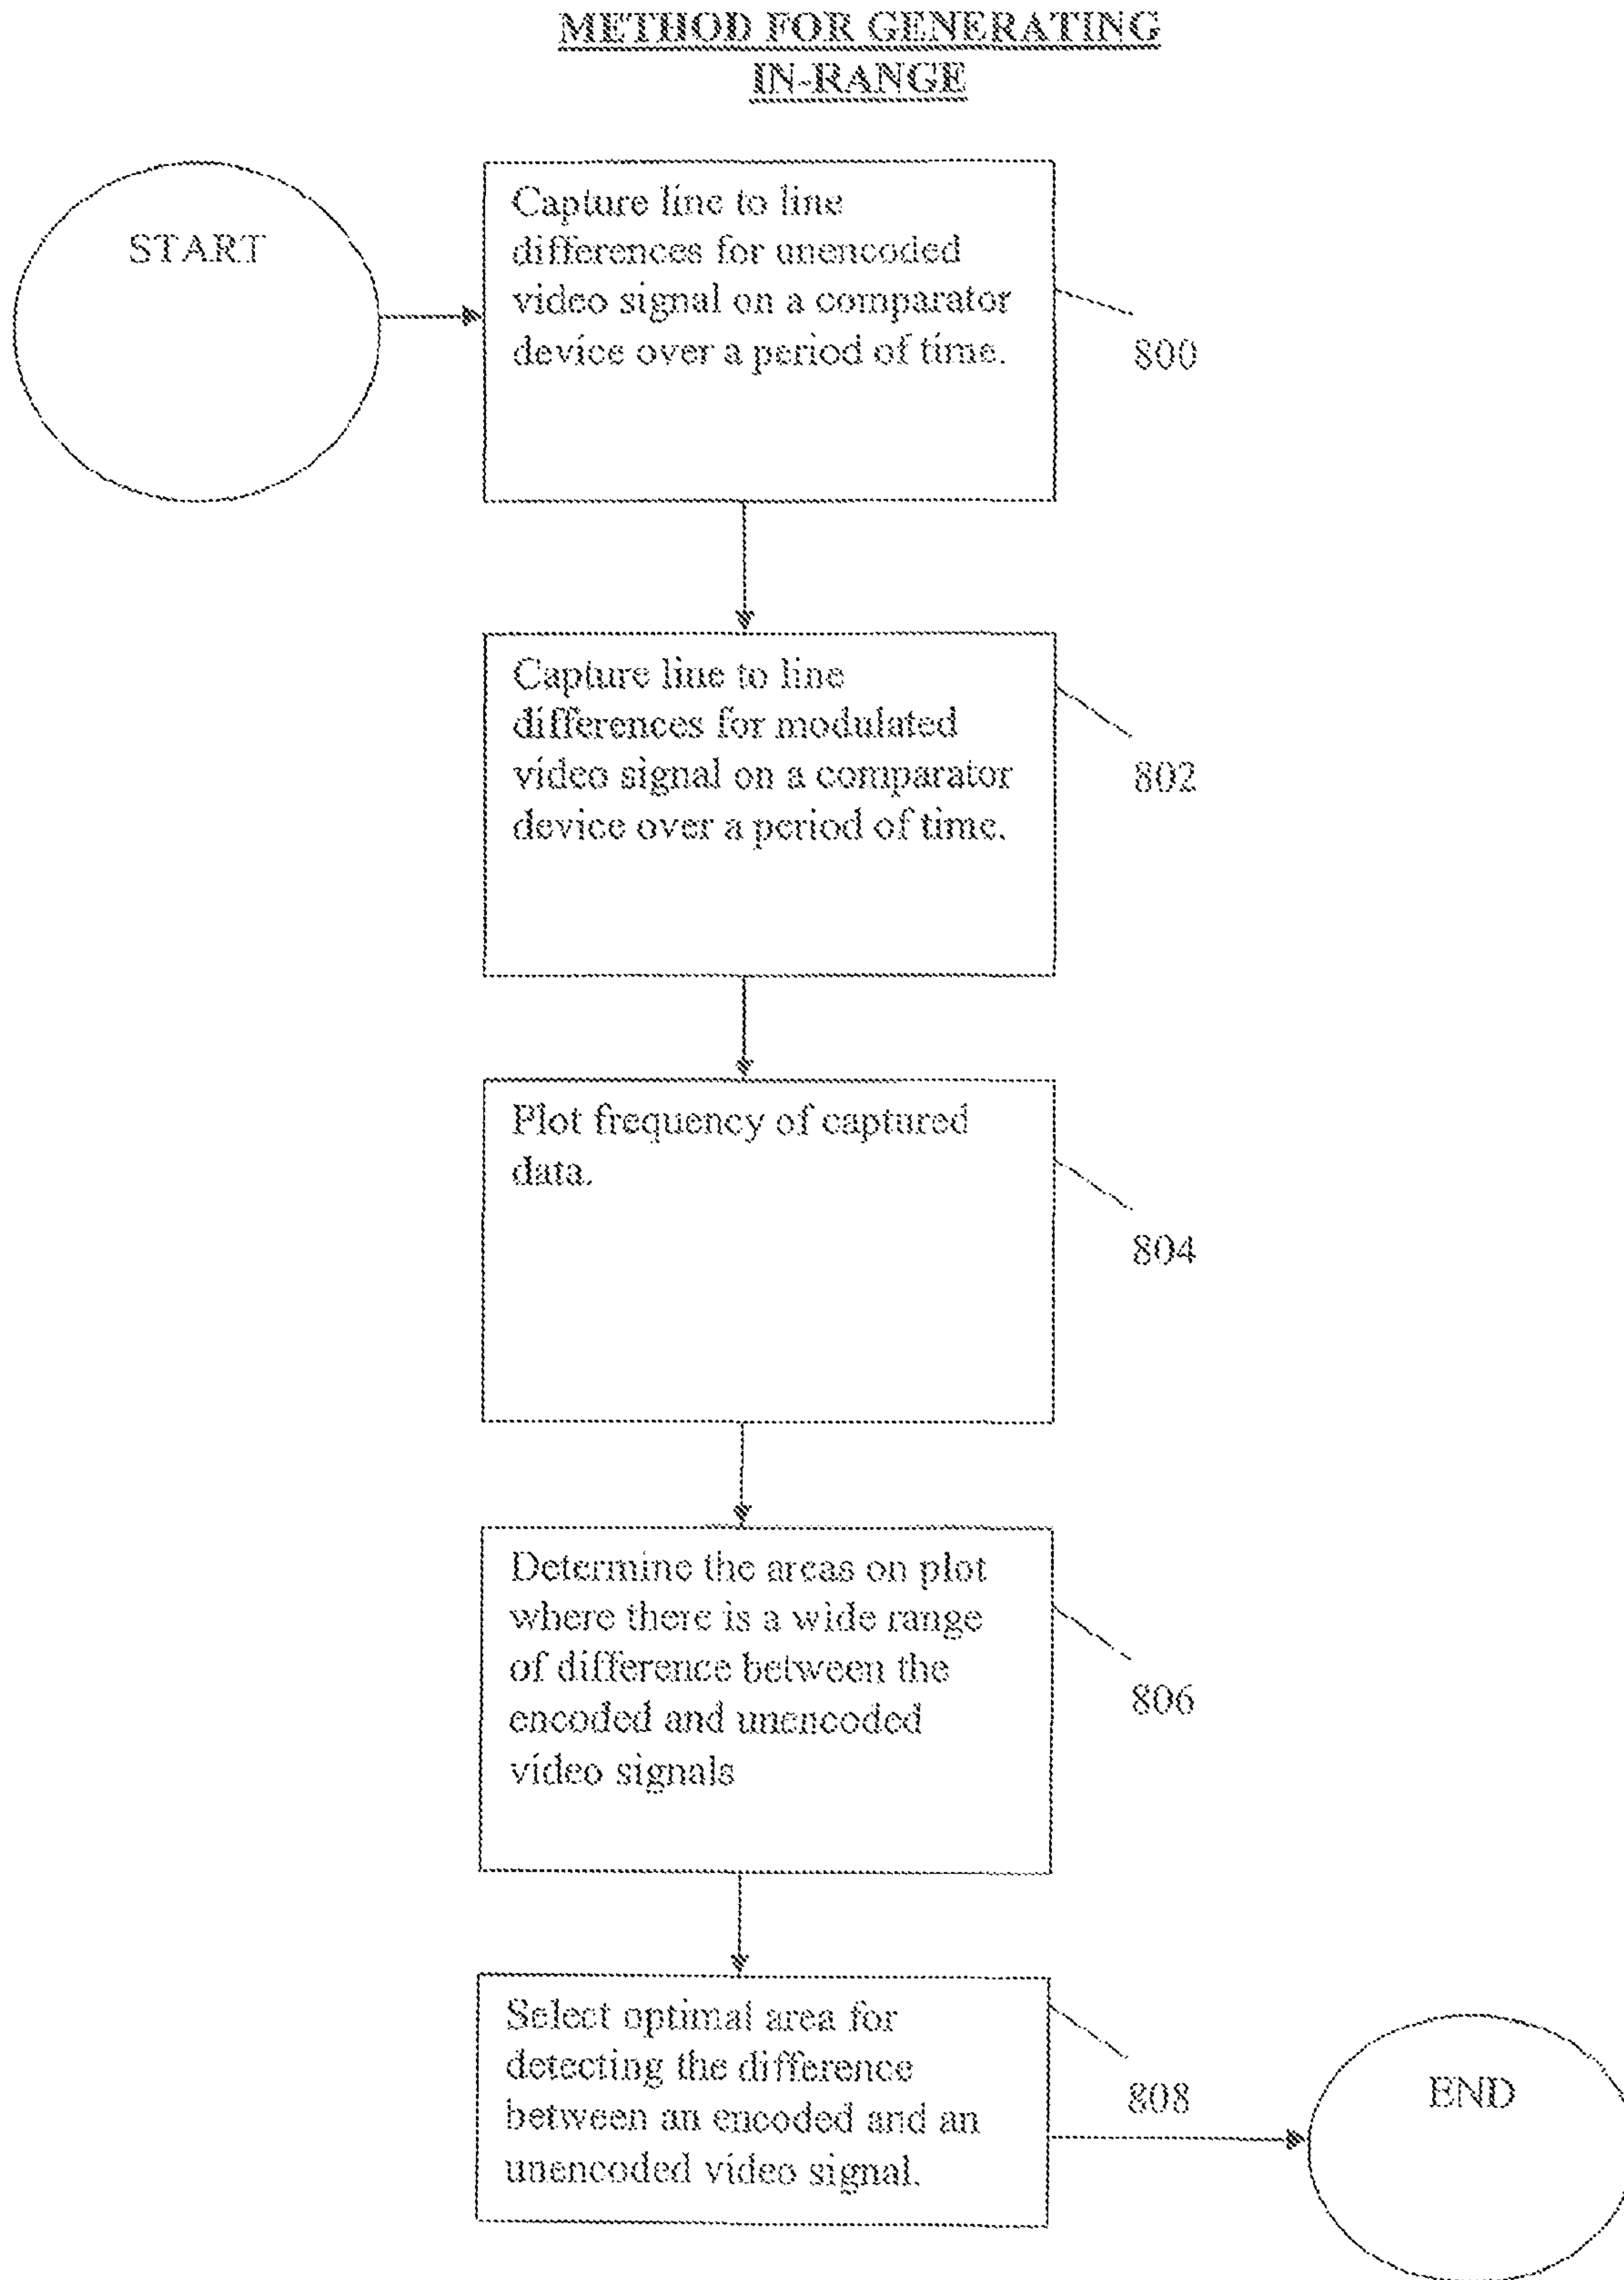 METHOD FOR GENERATING
IN-RANGE
START
Capture line to line
differences for unencoded
video signal on a comparator
device over a period of time.
800
Capture line to line
differences for modulated
video signal on a comparator
device over a period of time.
802
Plot frequency of captured
data.
804
Determine the areas on plot
where there is a wide range
of difference between the
encoded and unencoded
video signals
806
Select optimal area for
detecting the difference
between an encoded and an
unencoded video signal.
808
END